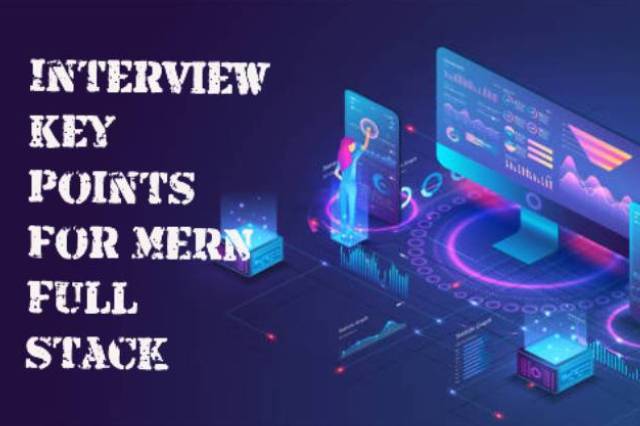 INTERVIEW
KEY
POINTS
FOR MERN
FULL
STACK